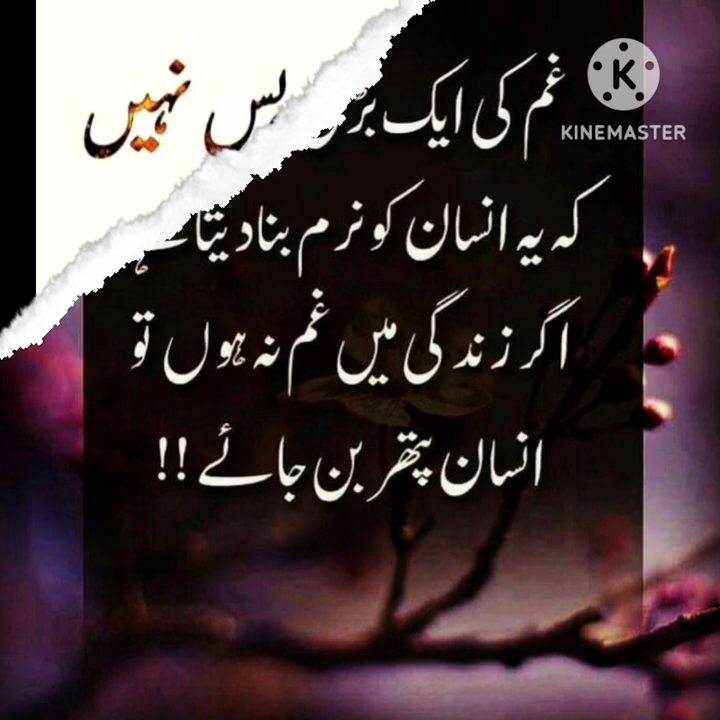 غم کی ایک بس نہیں
کہ یہ انسان کو نرم بنا دیتا ہے
اگر زندگی میں غم نہ ہوں تو
انسان پتھر بن جائے !!
KINEMASTER